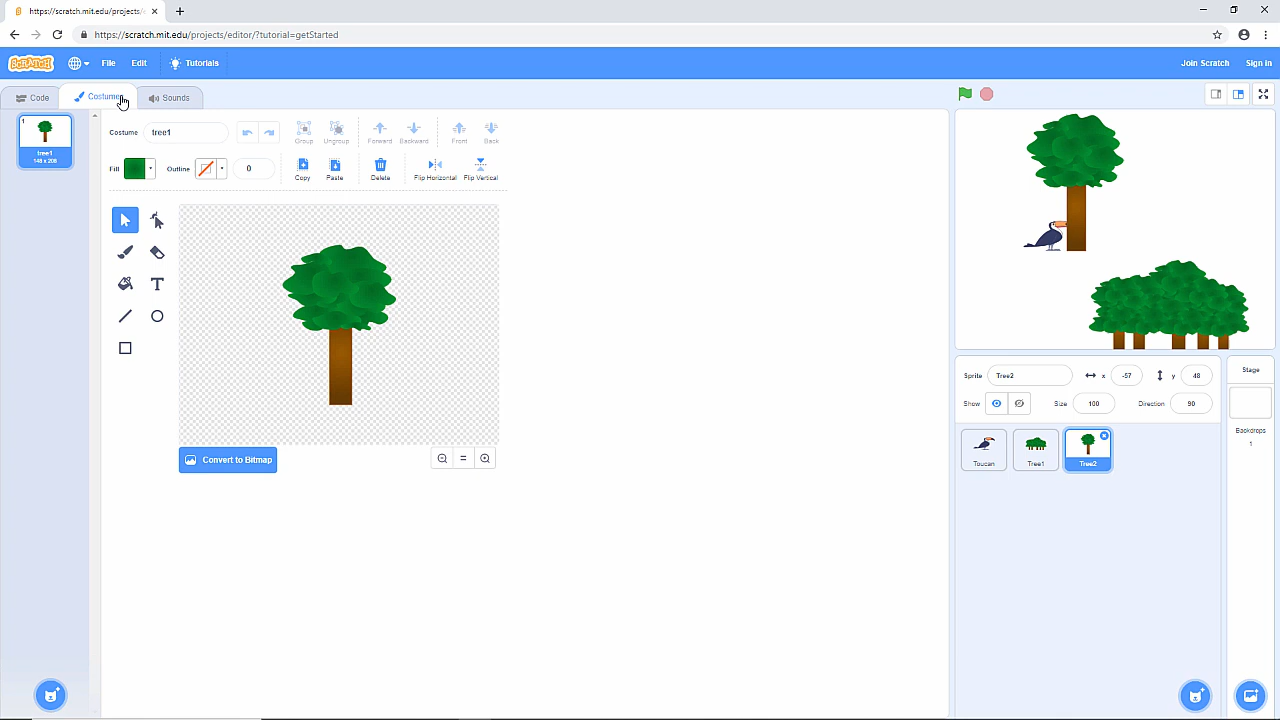 https://scratch.mit.edu/projects/
https://scratch.mit.edu/projects/editor/?tutorial=getStarted
SCRATCH
File
Edit
Tutorials
Join Scratch
Sign in
Code
Costumes
Sounds
1
tree1
148 x 208
Costume
tree1
Group
Ungroup
Forward
Backward
Front
Back
Fill
Outline
0
Copy
Paste
Delete
Flip Horizontal
Flip Vertical
Convert to Bitmap
Sprite
Tree2
x
-57
y
48
Show
Size
100
Direction
90
Toucan
Tree1
Tree2
Stage
Backdrops
1